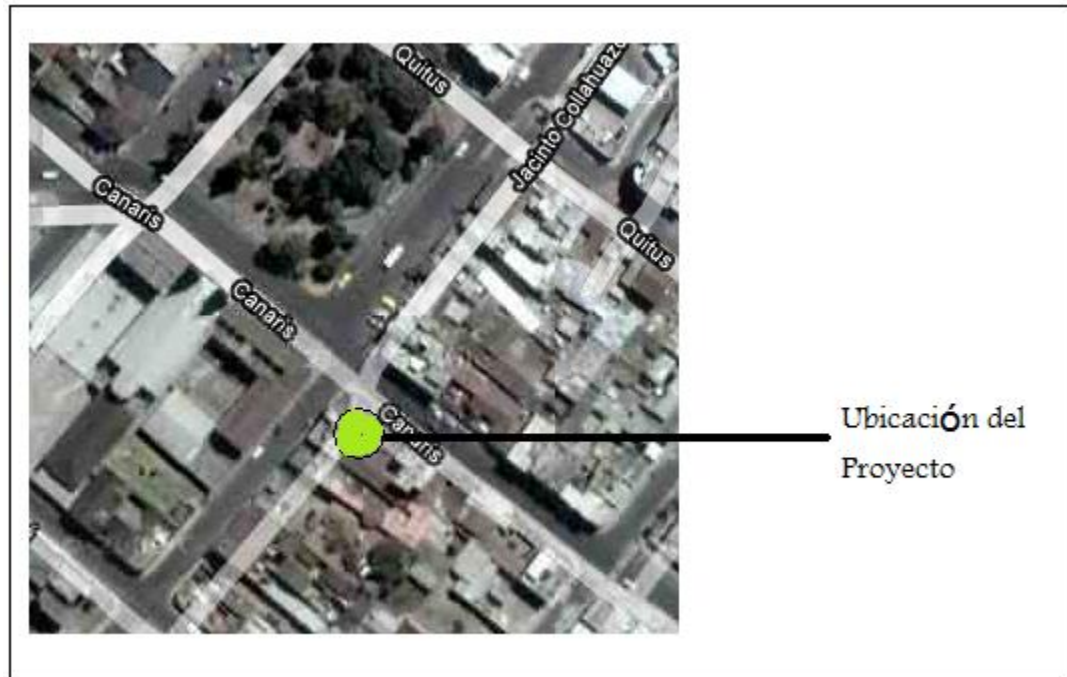 Quitus
Jacinto Collahuazo
Canaris
Quitus
Canaris
Canaris
Ubicación del
Proyecto